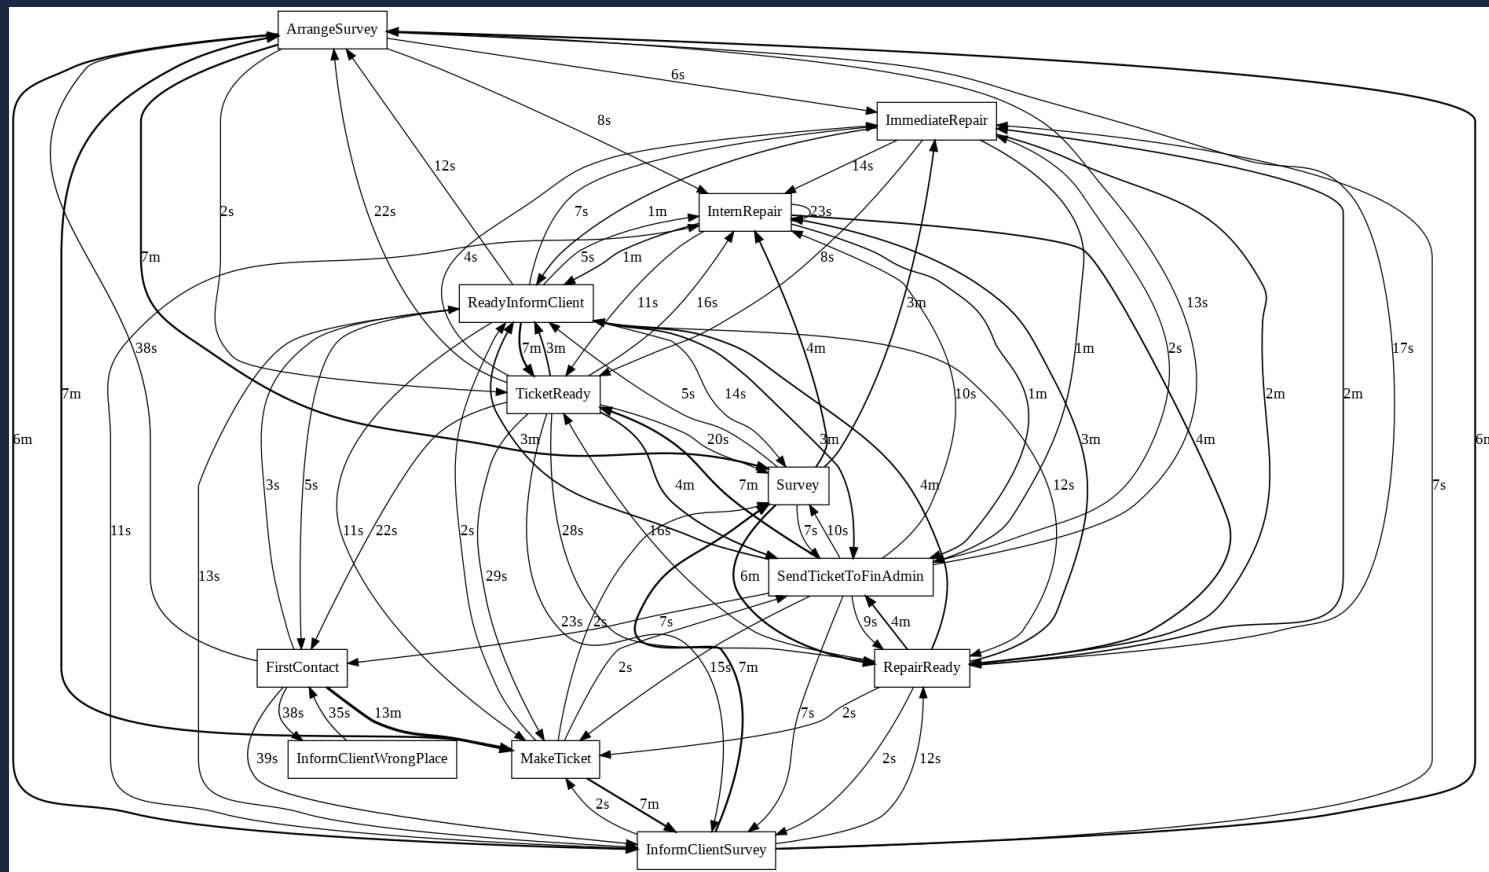 ArrangeSurvey
6s
ImmediateRepair
8s
12s
14s
2s
22s
7s
1m
InternRepair
23s
7m
4s
5s
1m
8s
ReadyInformClient
11s
16s
3m
13s
38s
7m
3m
4m
1m
2s
17s
TicketReady
5s
14s
10s
1m
2m
2m
7m
6m
3m
20s
3m
3m
4m
6m
3s
5s
4m
7m
Survey
4m
12s
7s
11s
11s
22s
2s
28s
16s
7s
10s
13s
29s
6m
SendTicketToFinAdmin
23s
2s
7s
9s
4m
FirstContact
2s
15s
7m
RepairReady
38s
35s
13m
7s
2s
39s
InformClientWrongPlace
MakeTicket
2s
12s
2s
7m
InformClientSurvey